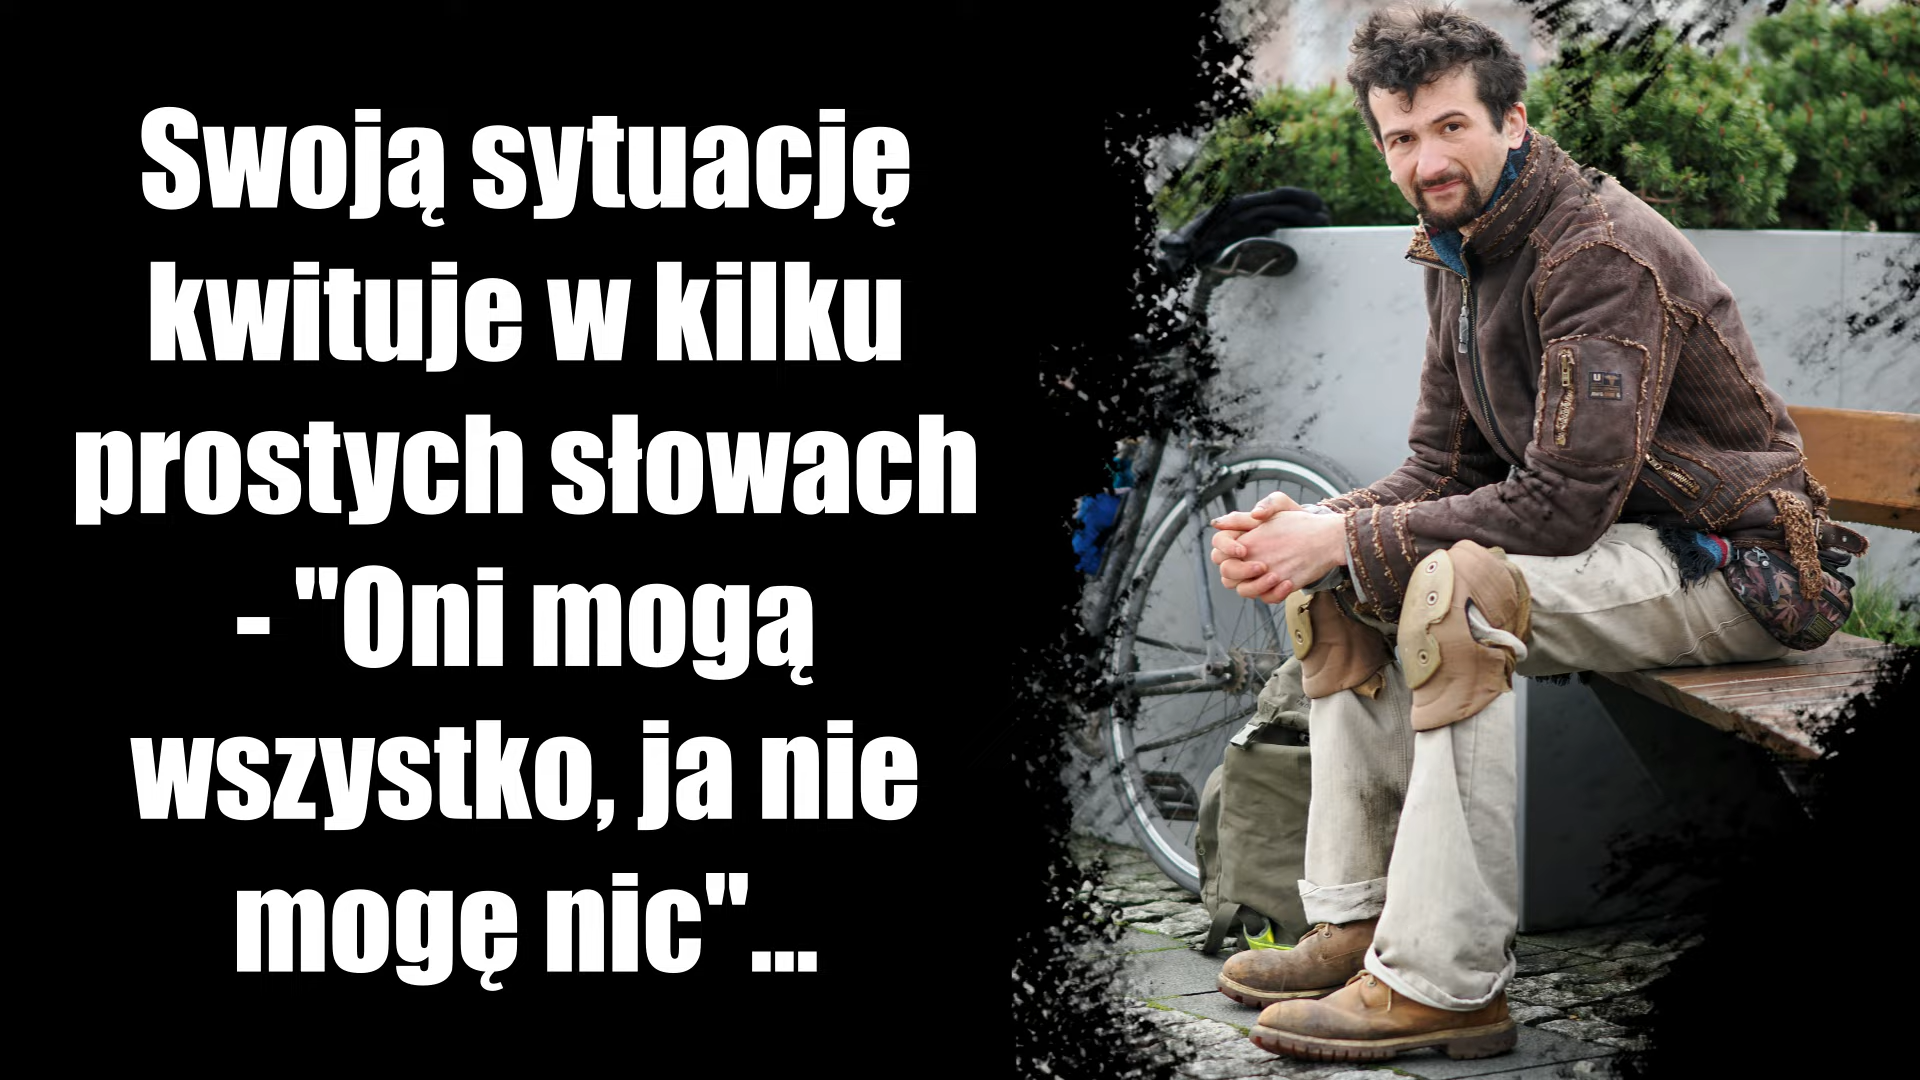 Swoją sytuację
kwituje w kilku
prostych słowach
- "Oni mogą
wszystko, ja nie
mogę nic"...